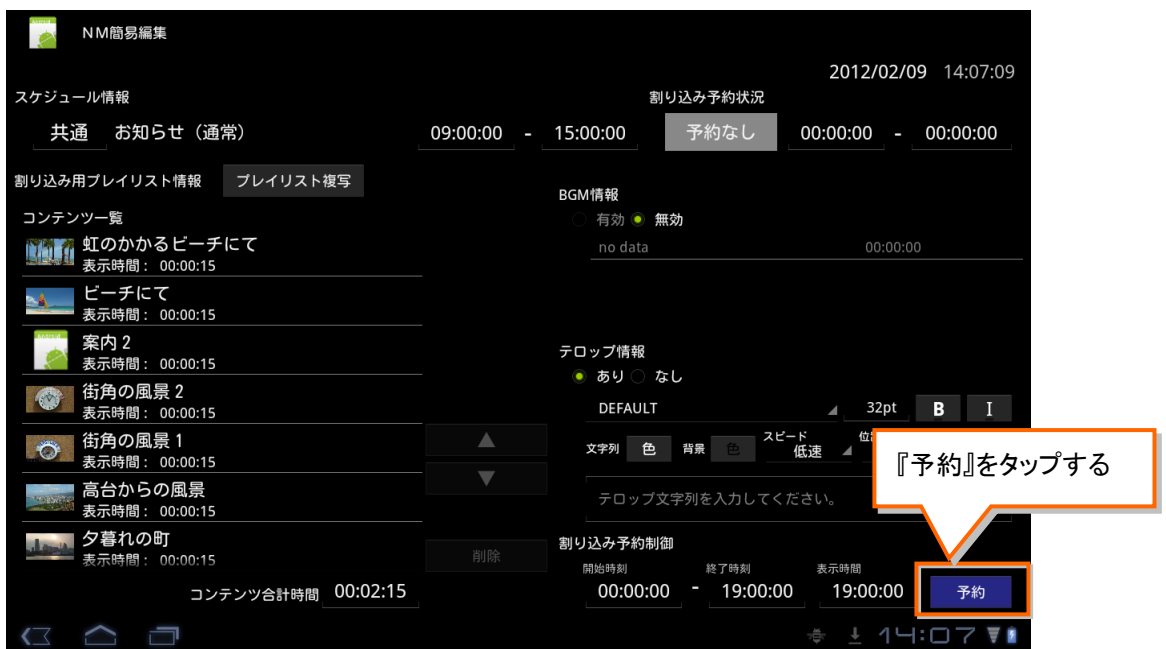 NM簡易編集
2012/02/09 14:07:09
スケジュール情報
割り込み予約状況
共通 お知らせ（通常） 09:00:00 - 15:00:00 予約なし 00:00:00 - 00:00:00
割り込み用プレイリスト情報 プレイリスト複写
コンテンツ一覧
虹のかかるビーチにて
表示時間： 00:00:15
ビーチにて
表示時間： 00:00:15
案内 2
表示時間： 00:00:15
街角の風景 2
表示時間： 00:00:15
街角の風景 1
表示時間： 00:00:15
高台からの風景
表示時間： 00:00:15
夕暮れの町
表示時間： 00:00:15
▲
▼
削除
コンテンツ合計時間 00:02:15
BGM情報
有効 無効
no data 00:00:00
テロップ情報
あり なし
DEFAULT 32pt B I
文字列 色 背景 色 スピード 低速
テロップ文字列を入力してください。
『予約』をタップする
割り込み予約制御
開始時刻 終了時刻 表示時間
00:00:00 - 19:00:00 19:00:00 予約
14:07